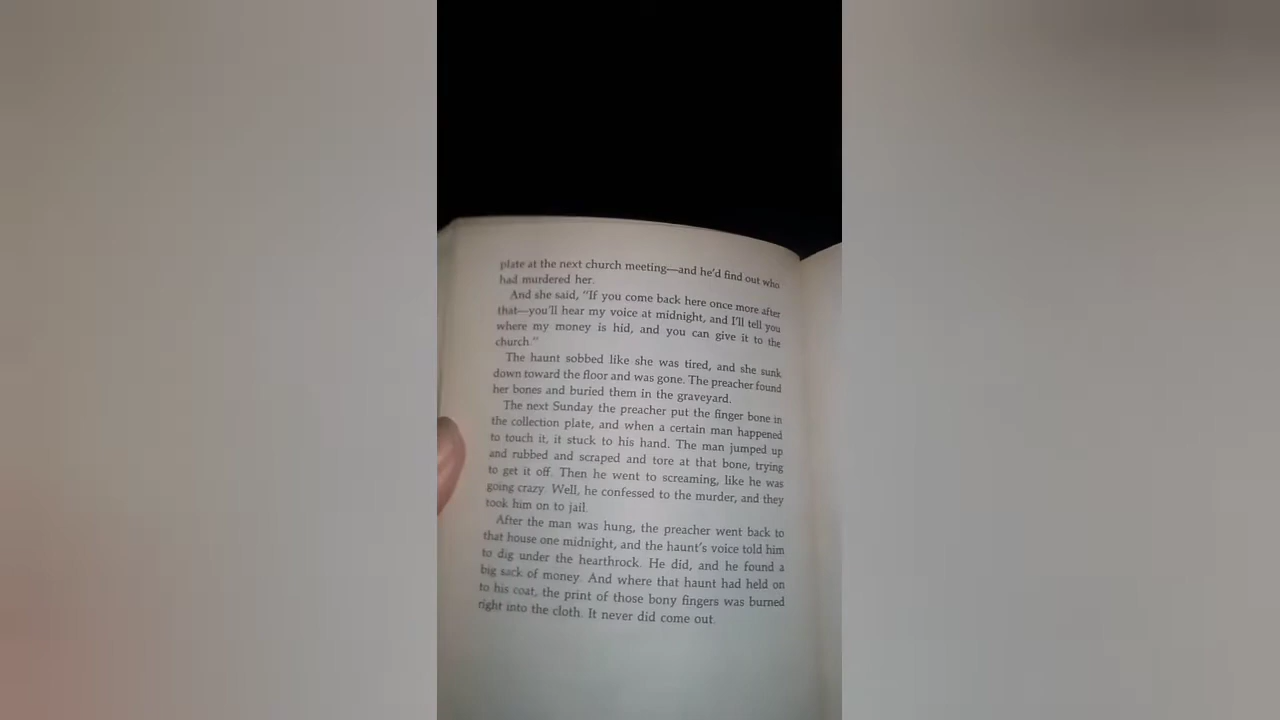 plate at the next church meeting—and he'd find out who
had murdered her.
And she said, "If you come back here once more after
that—you'll hear my voice at midnight, and I'll tell you
where my money is hid, and you can give it to the
church."
The haunt sobbed like she was tired, and she sunk
down toward the floor and was gone. The preacher found
her bones and buried them in the graveyard.
The next Sunday the preacher put the finger bone in
the collection plate, and when a certain man happened
to touch it, it stuck to his hand. The man jumped up
and rubbed and scraped and tore at that bone, trying
to get it off. Then he went to screaming, like he was
going crazy. Well, he confessed to the murder, and they
took him on to jail.
After the man was hung, the preacher went back to
that house one midnight, and the haunt's voice told him
to dig under the hearthrock. He did, and he found a
big sack of money. And where that haunt had held on
to his coat, the print of those bony fingers was burned
right into the cloth. It never did come out.